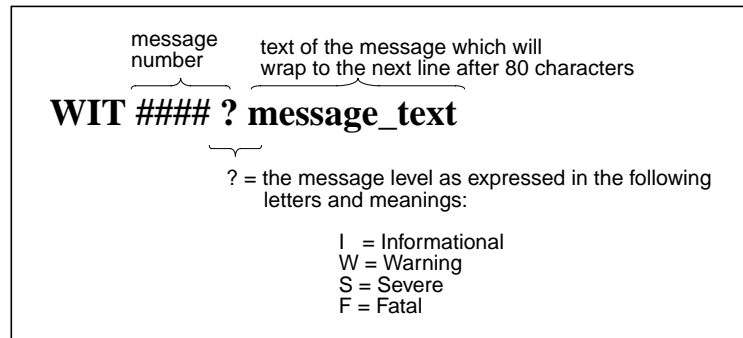 message
number
text of the message which will
wrap to the next line after 80 characters
WIT #### ? message_text
? = the message level as expressed in the following
letters and meanings:
I = Informational
W = Warning
S = Severe
F = Fatal